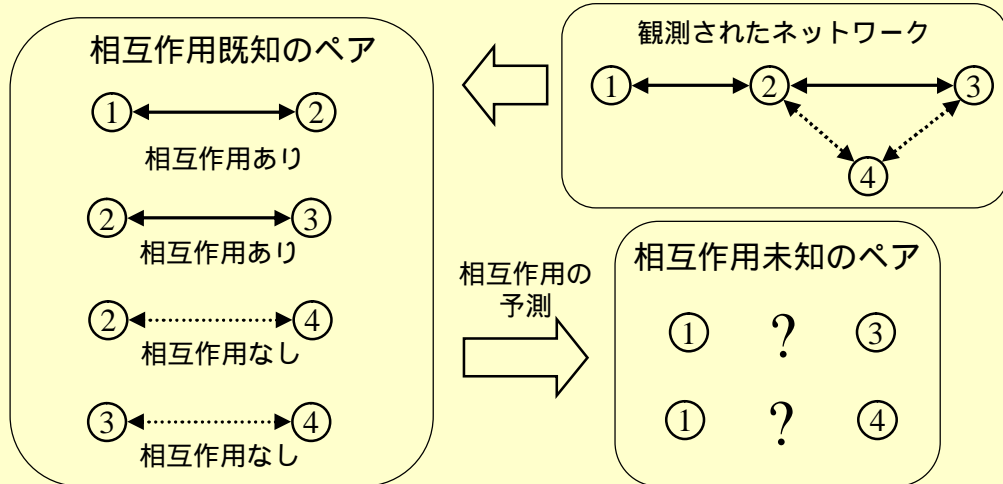 相互作用既知のペア
① ②
相互作用あり
② ③
相互作用あり
② ④
相互作用なし
③ ④
相互作用なし
観測されたネットワーク
① ② ③
④
相互作用の
予測
相互作用未知のペア
① ? ③
① ? ④